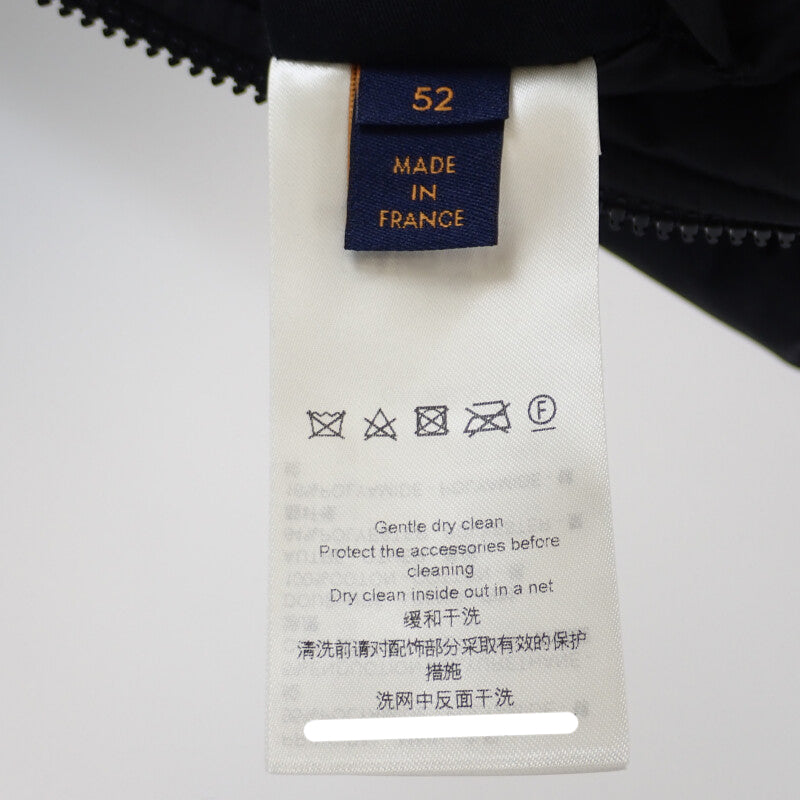 52
MADE
IN
FRANCE
F
Gentle dry clean
Protect the accessories before
cleaning
Dry clean inside out in a net
缓和干洗
清洗前请对配饰部分采取有效的保护
措施
洗网中反面干洗